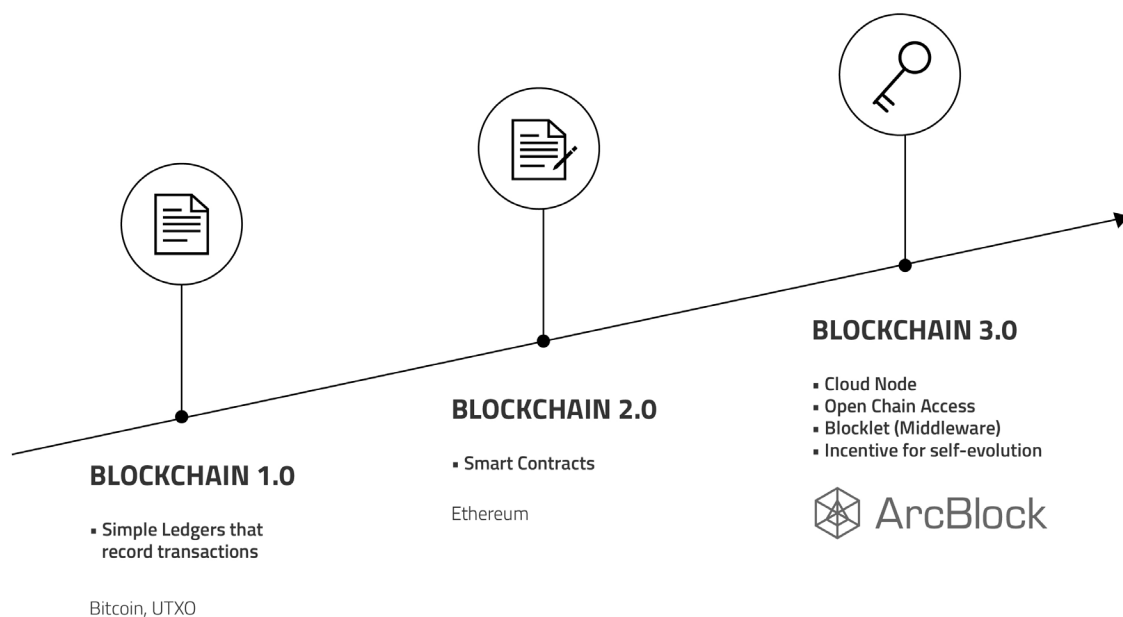 BLOCKCHAIN 1.0
▪ Simple Ledgers that
record transactions
Bitcoin, UTXO
BLOCKCHAIN 2.0
▪ Smart Contracts
Ethereum
BLOCKCHAIN 3.0
▪ Cloud Node
▪ Open Chain Access
▪ Blocklet (Middleware)
▪ Incentive for self-evolution
ArcBlock